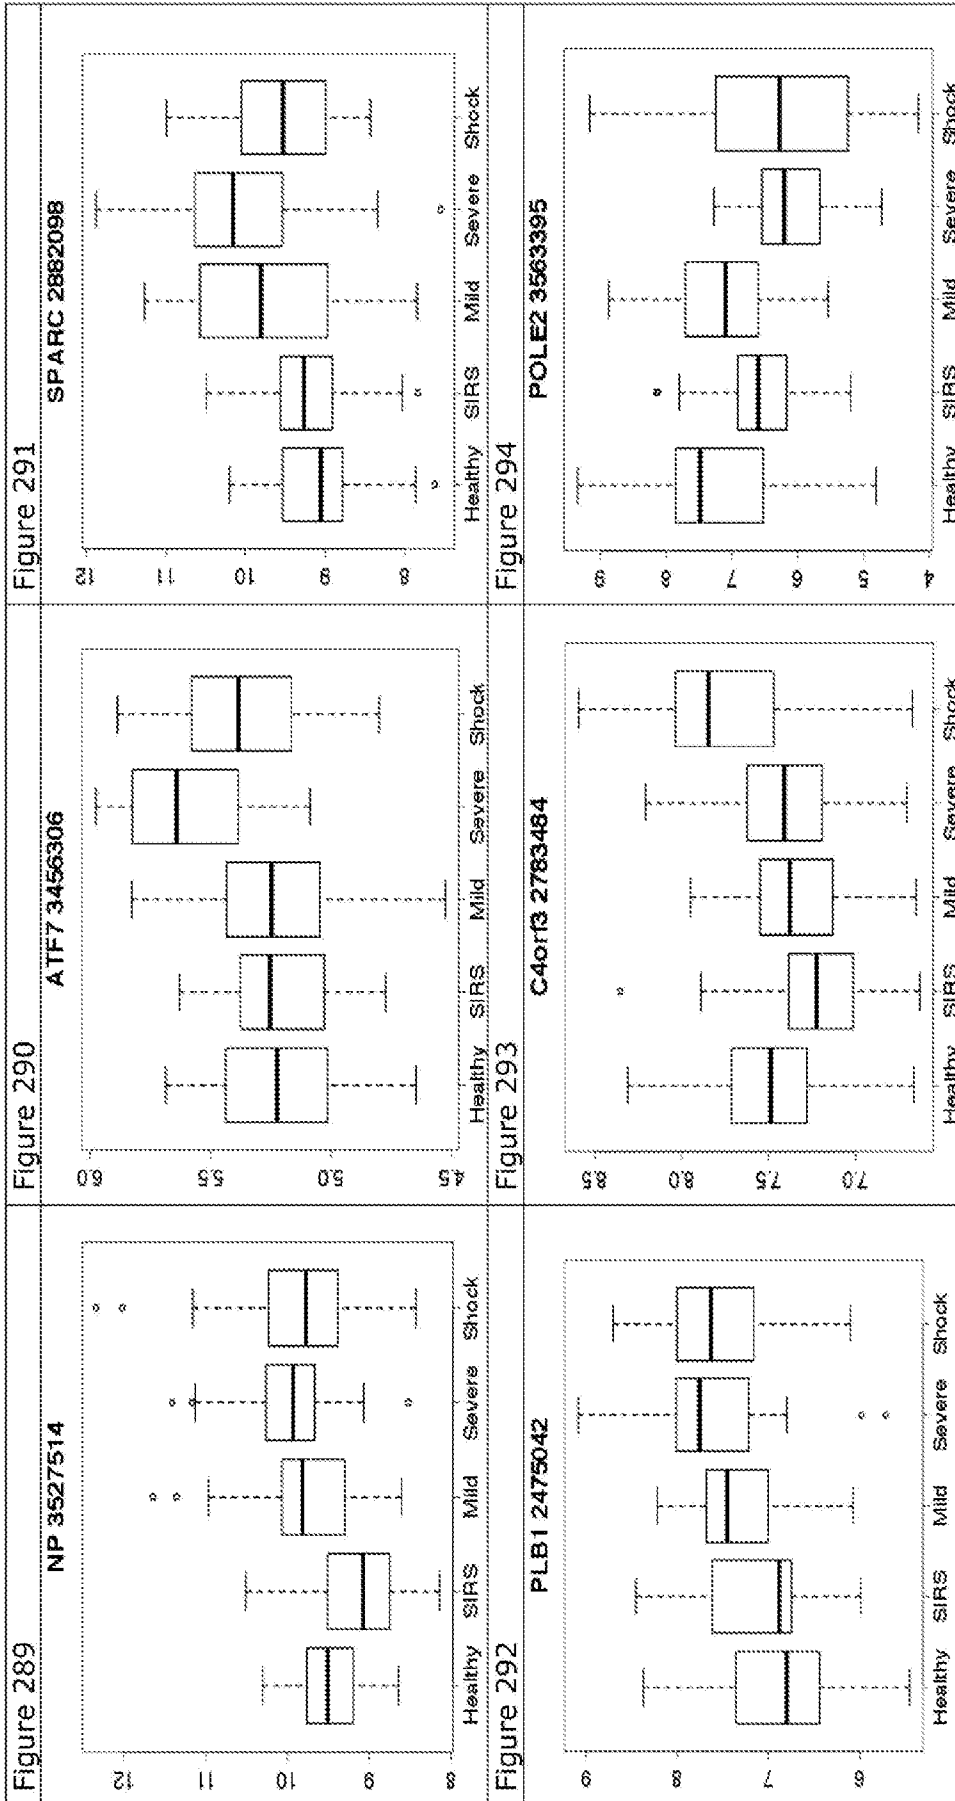 Figure 289
NP 3527514
12
11
10
9
8
Healthy
SIRS
Mild
Severe
Shock
Figure 290
ATF7 3456306
6.0
5.5
5.0
4.5
Healthy
SIRS
Mild
Severe
Shock
Figure 291
SPARC 2882098
12
11
10
9
8
Healthy
SIRS
Mild
Severe
Shock
Figure 292
PLB1 2475042
9
8
7
6
Healthy
SIRS
Mild
Severe
Shock
Figure 293
C4orf3 2783484
8.5
8.0
7.5
7.0
Healthy
SIRS
Mild
Severe
Shock
Figure 294
POLE2 3563395
9
8
7
6
5
4
Healthy
SIRS
Mild
Severe
Shock